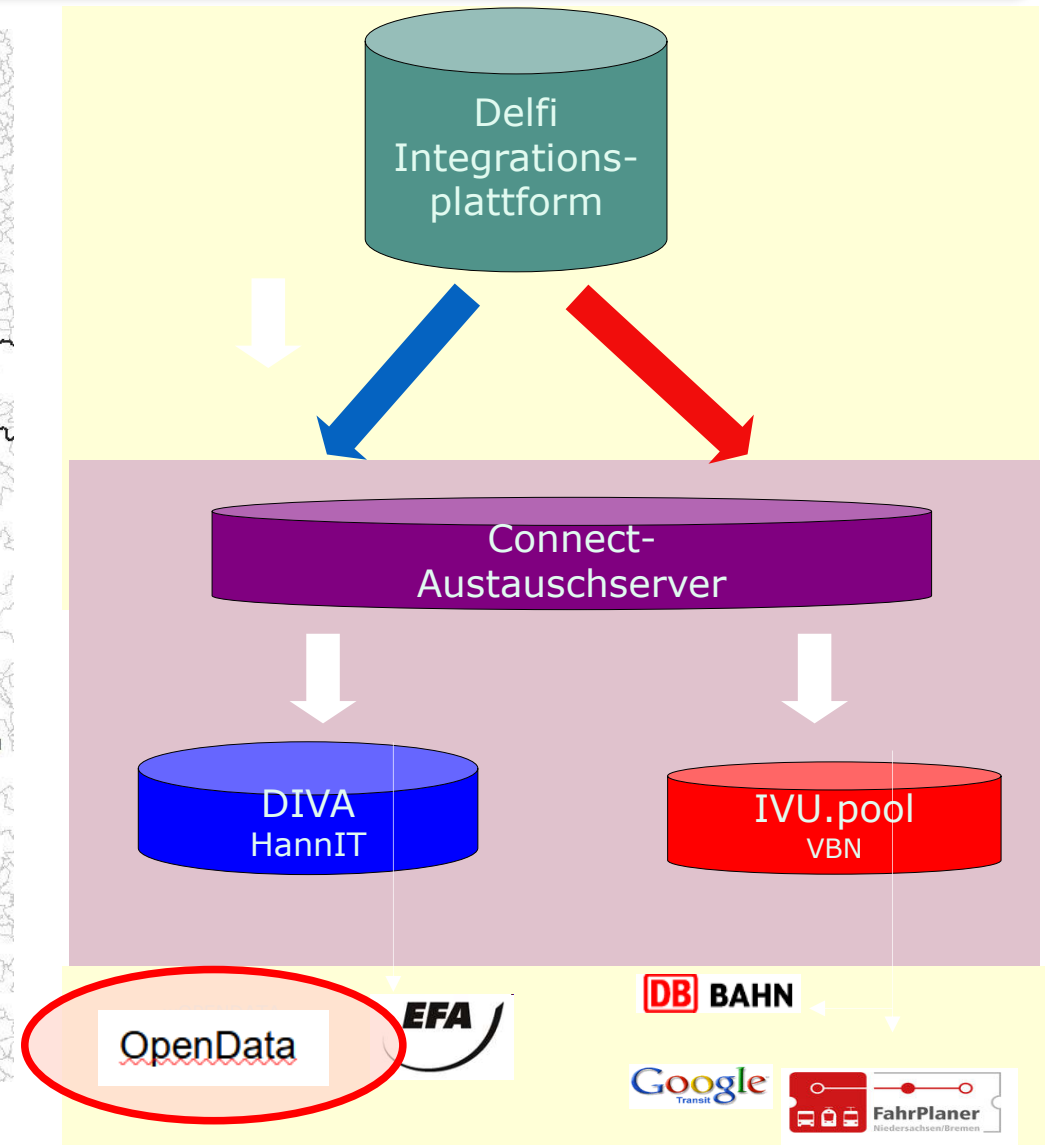 Delfi
Integrations-
plattform
Connect-
Austauschserver
DIVA
HannIT
IVU.pool
VBN
OpenData
EFA
DB BAHN
Google
Transit
FahrPlaner
Niedersachsen/Bremen